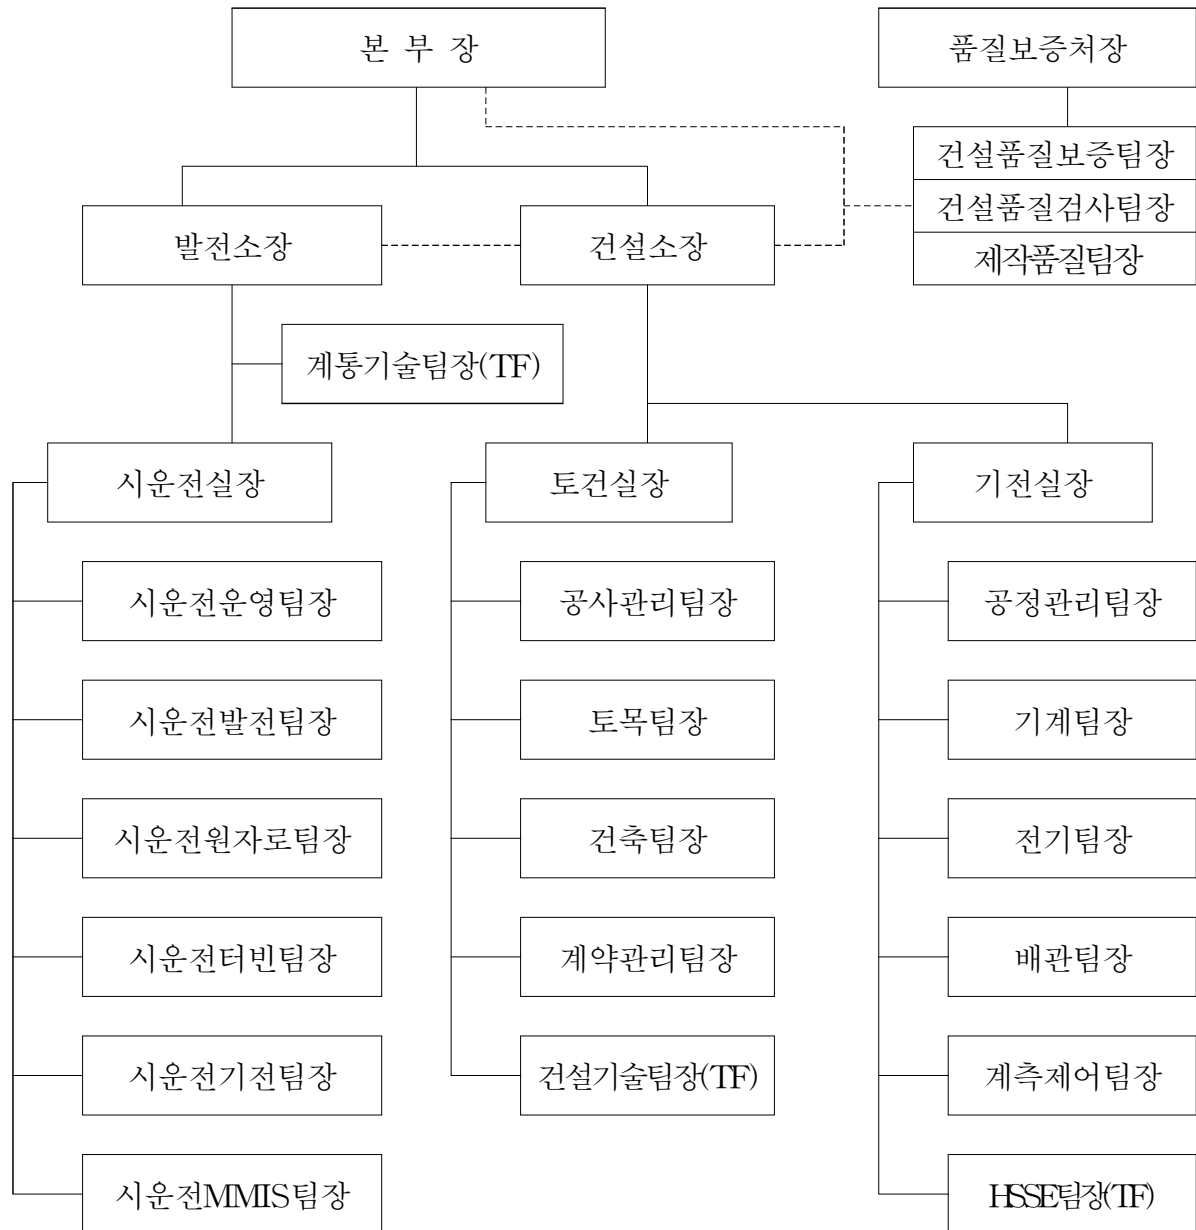 본 부 장
품질보증처장
건설품질보증팀장
건설품질검사팀장
제작품질팀장
발전소장
건설소장
계통기술팀장(TF)
시운전실장
토건실장
기전실장
시운전운영팀장
공사관리팀장
공정관리팀장
시운전발전팀장
토목팀장
기계팀장
시운전원자로팀장
건축팀장
전기팀장
시운전터빈팀장
계약관리팀장
배관팀장
시운전기전팀장
건설기술팀장(TF)
계측제어팀장
시운전MMIS팀장
HSSE팀장(TF)